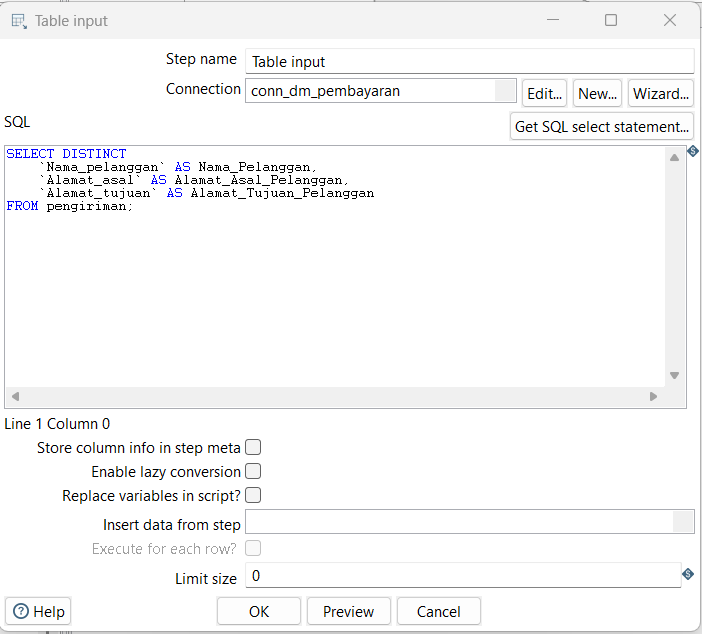 Table input
Step name Table input
Connection conn_dm_pembayaran Edit... New... Wizard...
SQL Get SQL select statement...
SELECT DISTINCT
`Nama_pelanggan` AS Nama_Pelanggan,
`Alamat_asal` AS Alamat_Asal_Pelanggan,
`Alamat_tujuan` AS Alamat_Tujuan_Pelanggan
FROM pengiriman;
Line 1 Column 0
Store column info in step meta
Enable lazy conversion
Replace variables in script?
Insert data from step
Execute for each row?
Limit size 0
Help OK Preview Cancel